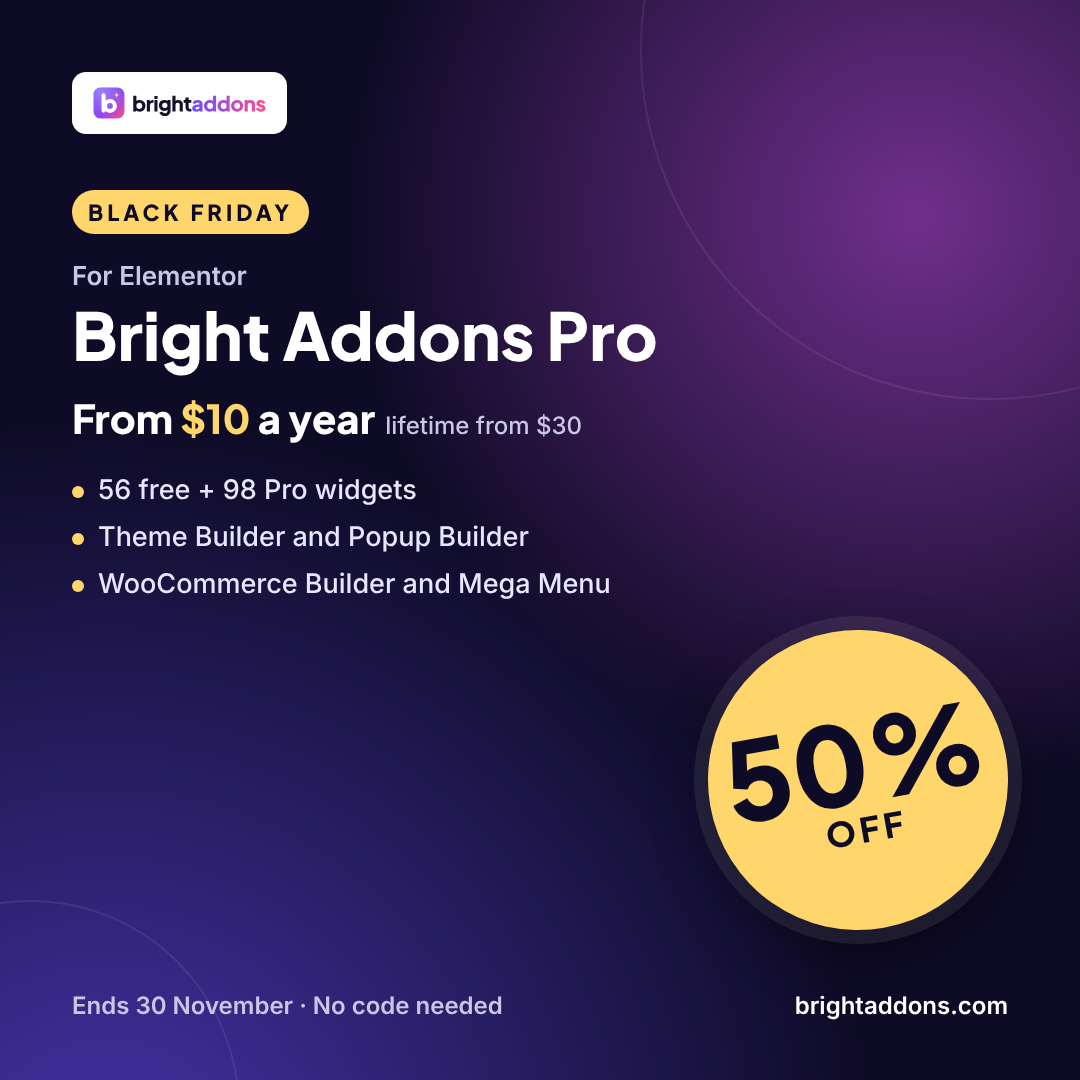 brightaddons
BLACK FRIDAY
For Elementor
Bright Addons Pro
From $10 a year lifetime from $30
56 free + 98 Pro widgets
Theme Builder and Popup Builder
WooCommerce Builder and Mega Menu
50%
OFF
Ends 30 November · No code needed
brightaddons.com